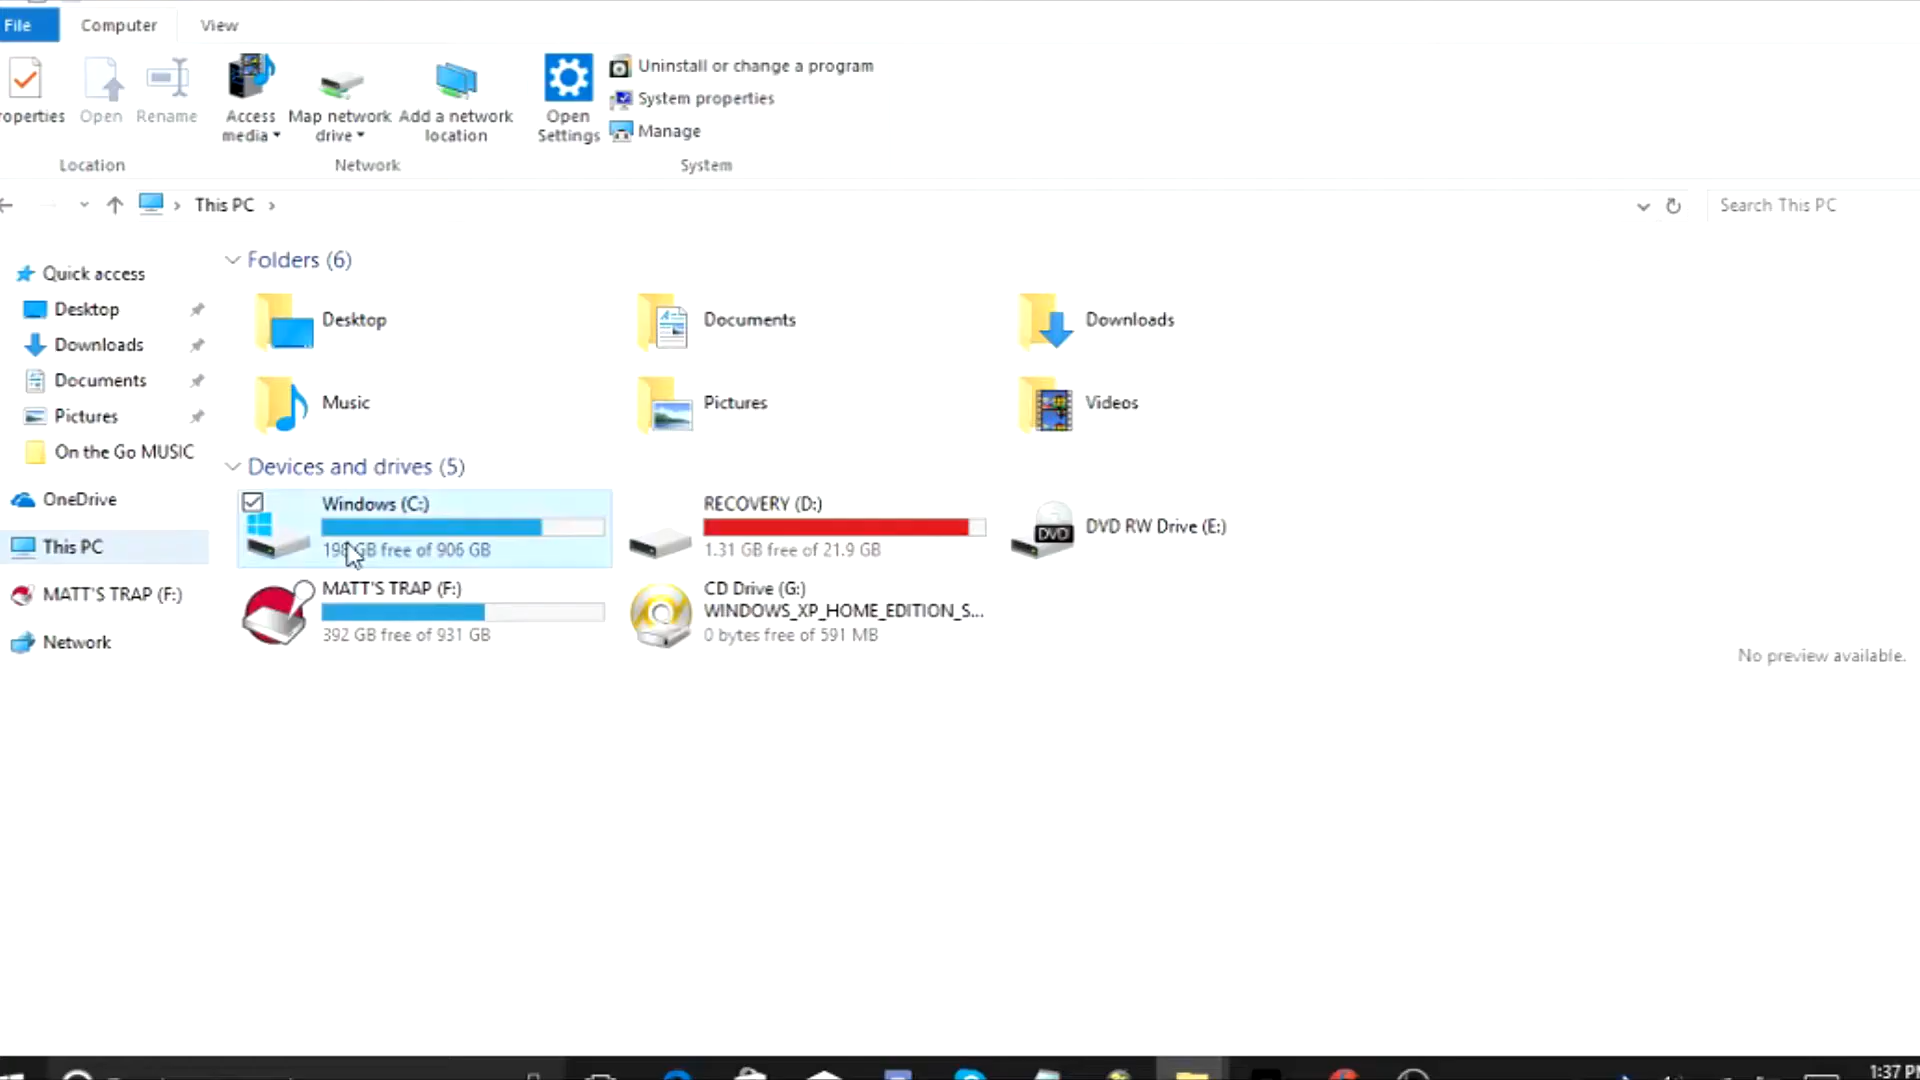 File Computer View
operties Open Rename Access media Map network drive Add a network location Open Settings
Uninstall or change a program
System properties
Manage
Location Network System
This PC
Search This PC
Quick access
Desktop
Downloads
Documents
Pictures
On the Go MUSIC
OneDrive
This PC
MATT'S TRAP (F:)
Network
Folders (6)
Desktop
Documents
Downloads
Music
Pictures
Videos
Devices and drives (5)
Windows (C:)
GB free of 906 GB
RECOVERY (D:)
1.31 GB free of 21.9 GB
DVD
DVD RW Drive (E:)
MATT'S TRAP (F:)
392 GB free of 931 GB
CD Drive (G:)
WINDOWS_XP_HOME_EDITION_S...
0 bytes free of 591 MB
No preview available.
1:37 PM